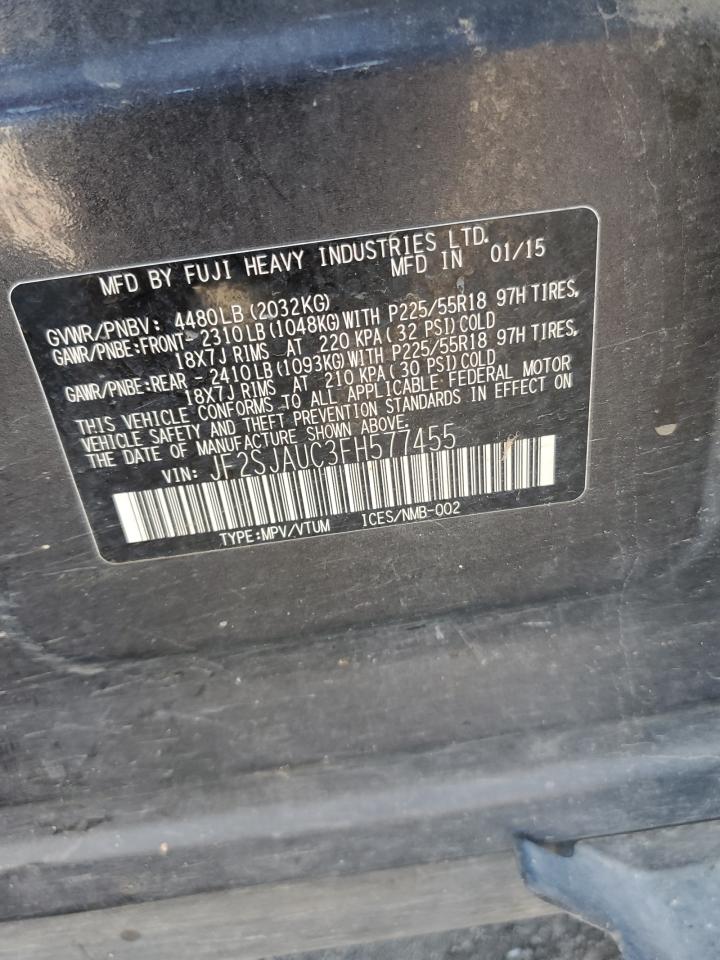 MFD BY FUJI HEAVY INDUSTRIES LTD.
MFD IN 01/15
GVWR/PNBV: 4480LB(2032KG)
GAWR/PNBE:FRONT- 2310LB(1048KG)WITH P225/55R18 97H TIRES,
18X7J RIMS AT 220 KPA(32 PSI)COLD
GAWR/PNBE:REAR - 2410LB(1093KG)WITH P225/55R18 97H TIRES,
18X7J RIMS AT 210 KPA(30 PSI)COLD
THIS VEHICLE CONFORMS TO ALL APPLICABLE FEDERAL MOTOR
VEHICLE SAFETY AND THEFT PREVENTION STANDARDS IN EFFECT ON
THE DATE OF MANUFACTURE SHOWN ABOVE.
VIN: JF2SJAUC3FH577455
TYPE:MPV/VTUM ICES/NMB-002